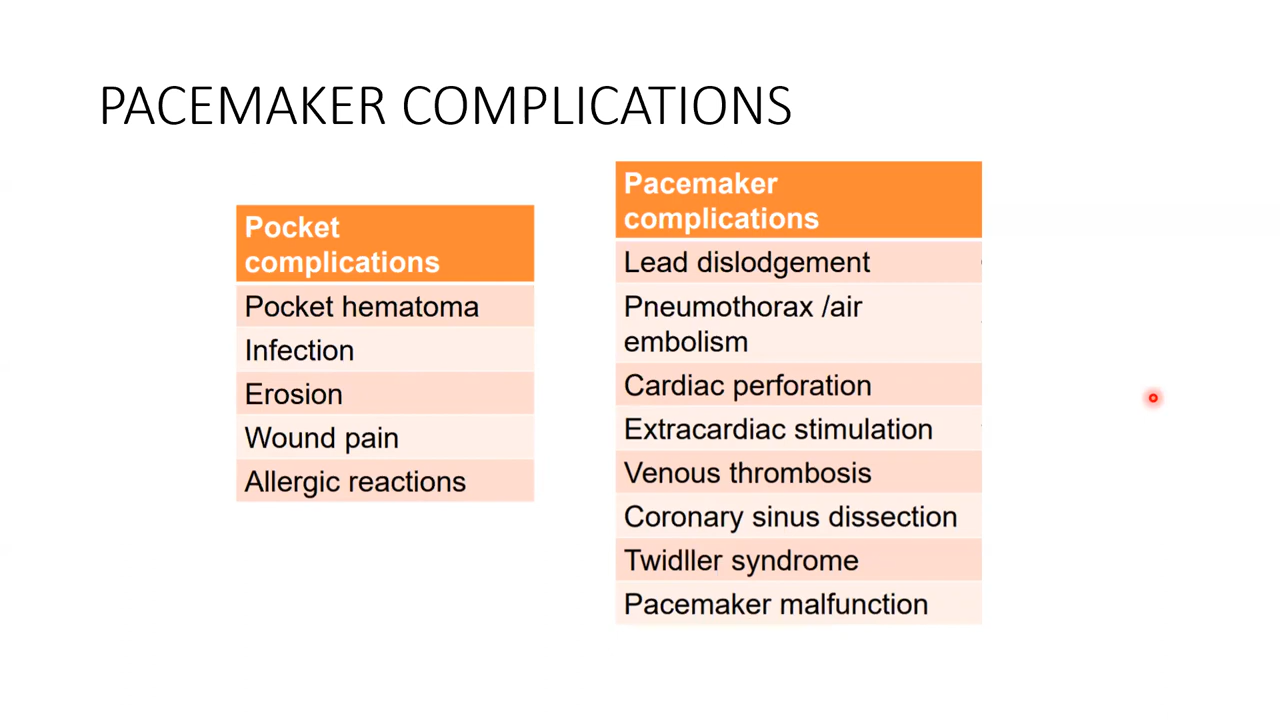 PACEMAKER COMPLICATIONS
Pocket
complications
Pocket hematoma
Infection
Erosion
Wound pain
Allergic reactions
Pacemaker
complications
Lead dislodgement
Pneumothorax /air
embolism
Cardiac perforation
Extracardiac stimulation
Venous thrombosis
Coronary sinus dissection
Twidller syndrome
Pacemaker malfunction